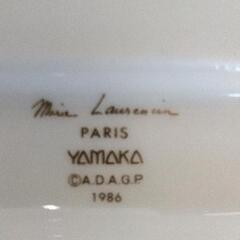 Marie Laurencin
PARIS
YAMAKA
©A.D.A.G.P.
1986